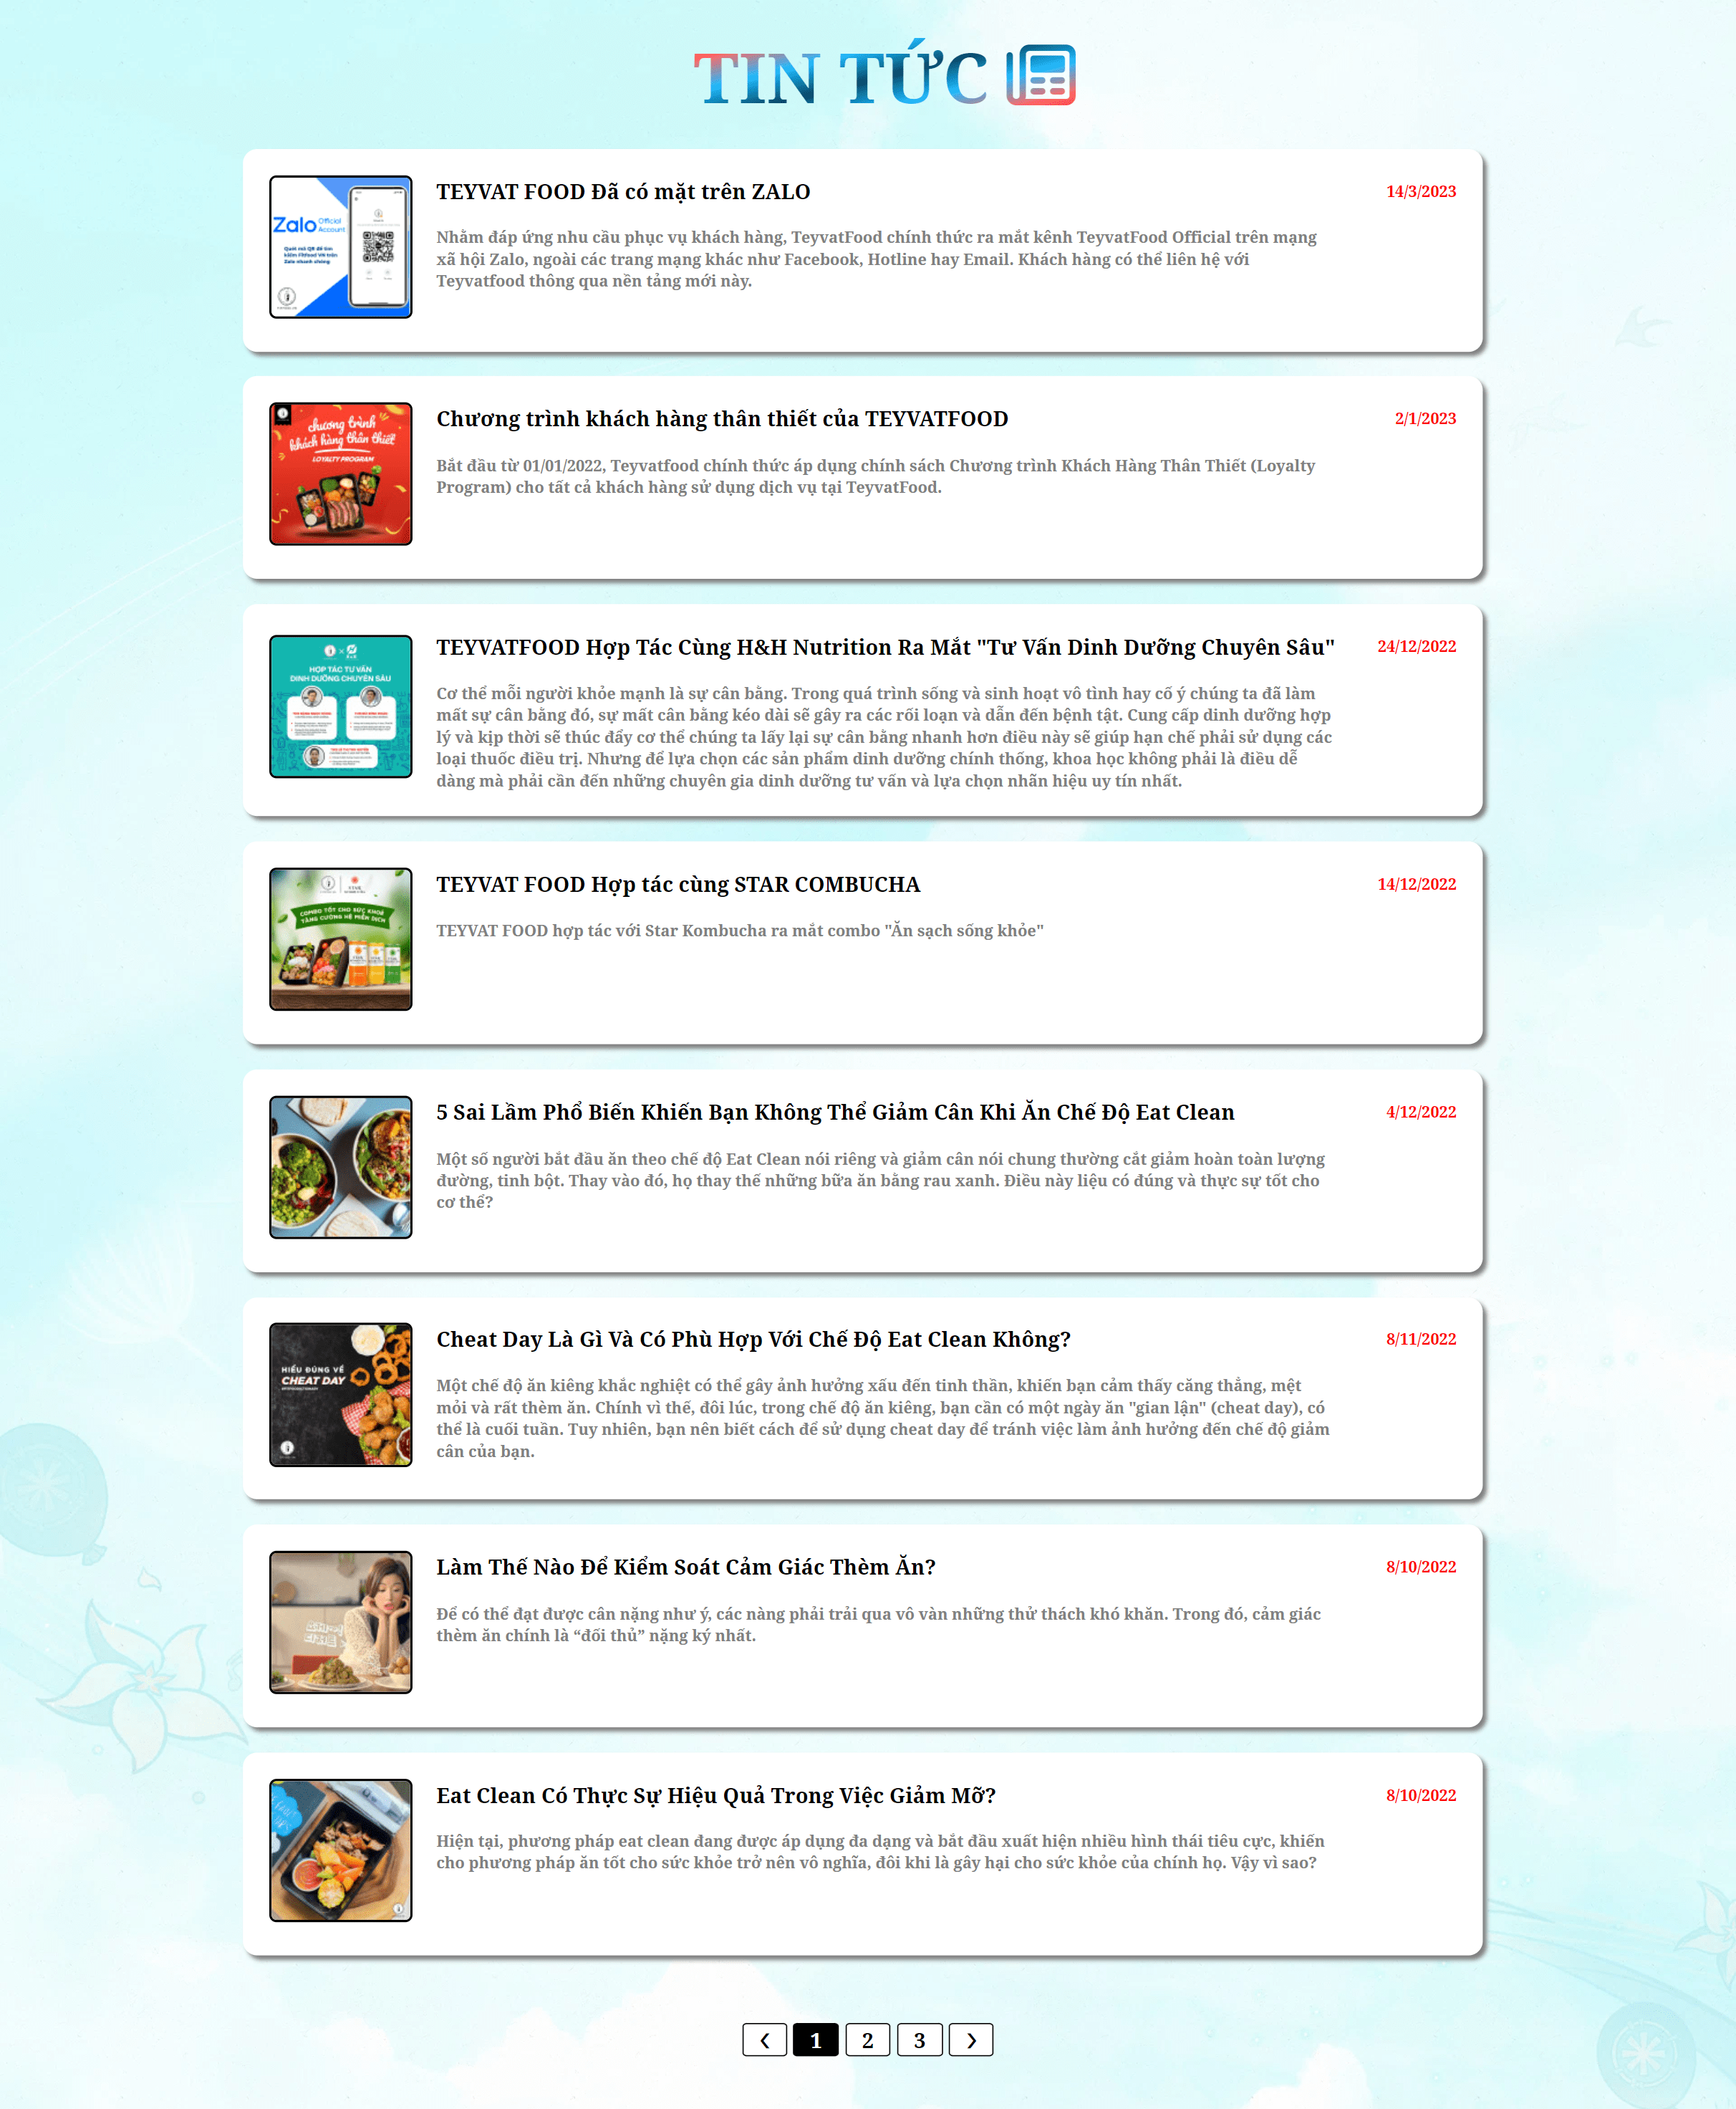 TIN TỨC
TEYVAT FOOD Đã có mặt trên ZALO
14/3/2023
Zalo Official Account
Quét mã QR để tìm
kiếm Fitfood VN trên
Zalo nhanh chóng
Nhằm đáp ứng nhu cầu phục vụ khách hàng, TeyvatFood chính thức ra mắt kênh TeyvatFood Official trên mạng
xã hội Zalo, ngoài các trang mạng khác như Facebook, Hotline hay Email. Khách hàng có thể liên hệ với
Teyvatfood thông qua nền tảng mới này.
Chương trình khách hàng thân thiết của TEYVATFOOD
2/1/2023
chương trình
khách hàng thân thiết
LOYALTY PROGRAM
Bắt đầu từ 01/01/2022, Teyvatfood chính thức áp dụng chính sách Chương trình Khách Hàng Thân Thiết (Loyalty
Program) cho tất cả khách hàng sử dụng dịch vụ tại TeyvatFood.
TEYVATFOOD Hợp Tác Cùng H&H Nutrition Ra Mắt "Tư Vấn Dinh Dưỡng Chuyên Sâu"
24/12/2022
HỢP TÁC TƯ VẤN
DINH DƯỠNG CHUYÊN SÂU
Cơ thể mỗi người khỏe mạnh là sự cân bằng. Trong quá trình sống và sinh hoạt vô tình hay cố ý chúng ta đã làm
mất sự cân bằng đó, sự mất cân bằng kéo dài sẽ gây ra các rối loạn và dẫn đến bệnh tật. Cung cấp dinh dưỡng hợp
lý và kịp thời sẽ thúc đẩy cơ thể chúng ta lấy lại sự cân bằng nhanh hơn điều này sẽ giúp hạn chế phải sử dụng các
loại thuốc điều trị. Nhưng để lựa chọn các sản phẩm dinh dưỡng chính thống, khoa học không phải là điều dễ
dàng mà phải cần đến những chuyên gia dinh dưỡng tư vấn và lựa chọn nhãn hiệu uy tín nhất.
TEYVAT FOOD Hợp tác cùng STAR COMBUCHA
14/12/2022
COMBO TỐT CHO SỨC KHOẺ
TĂNG CƯỜNG HỆ MIỄN DỊCH
TEYVAT FOOD hợp tác với Star Kombucha ra mắt combo "Ăn sạch sống khỏe"
5 Sai Lầm Phổ Biến Khiến Bạn Không Thể Giảm Cân Khi Ăn Chế Độ Eat Clean
4/12/2022
Một số người bắt đầu ăn theo chế độ Eat Clean nói riêng và giảm cân nói chung thường cắt giảm hoàn toàn lượng
đường, tinh bột. Thay vào đó, họ thay thế những bữa ăn bằng rau xanh. Điều này liệu có đúng và thực sự tốt cho
cơ thể?
Cheat Day Là Gì Và Có Phù Hợp Với Chế Độ Eat Clean Không?
8/11/2022
HIỂU ĐÚNG VỀ
CHEAT DAY
Một chế độ ăn kiêng khắc nghiệt có thể gây ảnh hưởng xấu đến tinh thần, khiến bạn cảm thấy căng thẳng, mệt
mỏi và rất thèm ăn. Chính vì thế, đôi lúc, trong chế độ ăn kiêng, bạn cần có một ngày ăn "gian lận" (cheat day), có
thể là cuối tuần. Tuy nhiên, bạn nên biết cách để sử dụng cheat day để tránh việc làm ảnh hưởng đến chế độ giảm
cân của bạn.
Làm Thế Nào Để Kiểm Soát Cảm Giác Thèm Ăn?
8/10/2022
Để có thể đạt được cân nặng như ý, các nàng phải trải qua vô vàn những thử thách khó khăn. Trong đó, cảm giác
thèm ăn chính là “đối thủ” nặng ký nhất.
Eat Clean Có Thực Sự Hiệu Quả Trong Việc Giảm Mỡ?
8/10/2022
Hiện tại, phương pháp eat clean đang được áp dụng đa dạng và bắt đầu xuất hiện nhiều hình thái tiêu cực, khiến
cho phương pháp ăn tốt cho sức khỏe trở nên vô nghĩa, đôi khi là gây hại cho sức khỏe của chính họ. Vậy vì sao?
‹ 1 2 3 ›